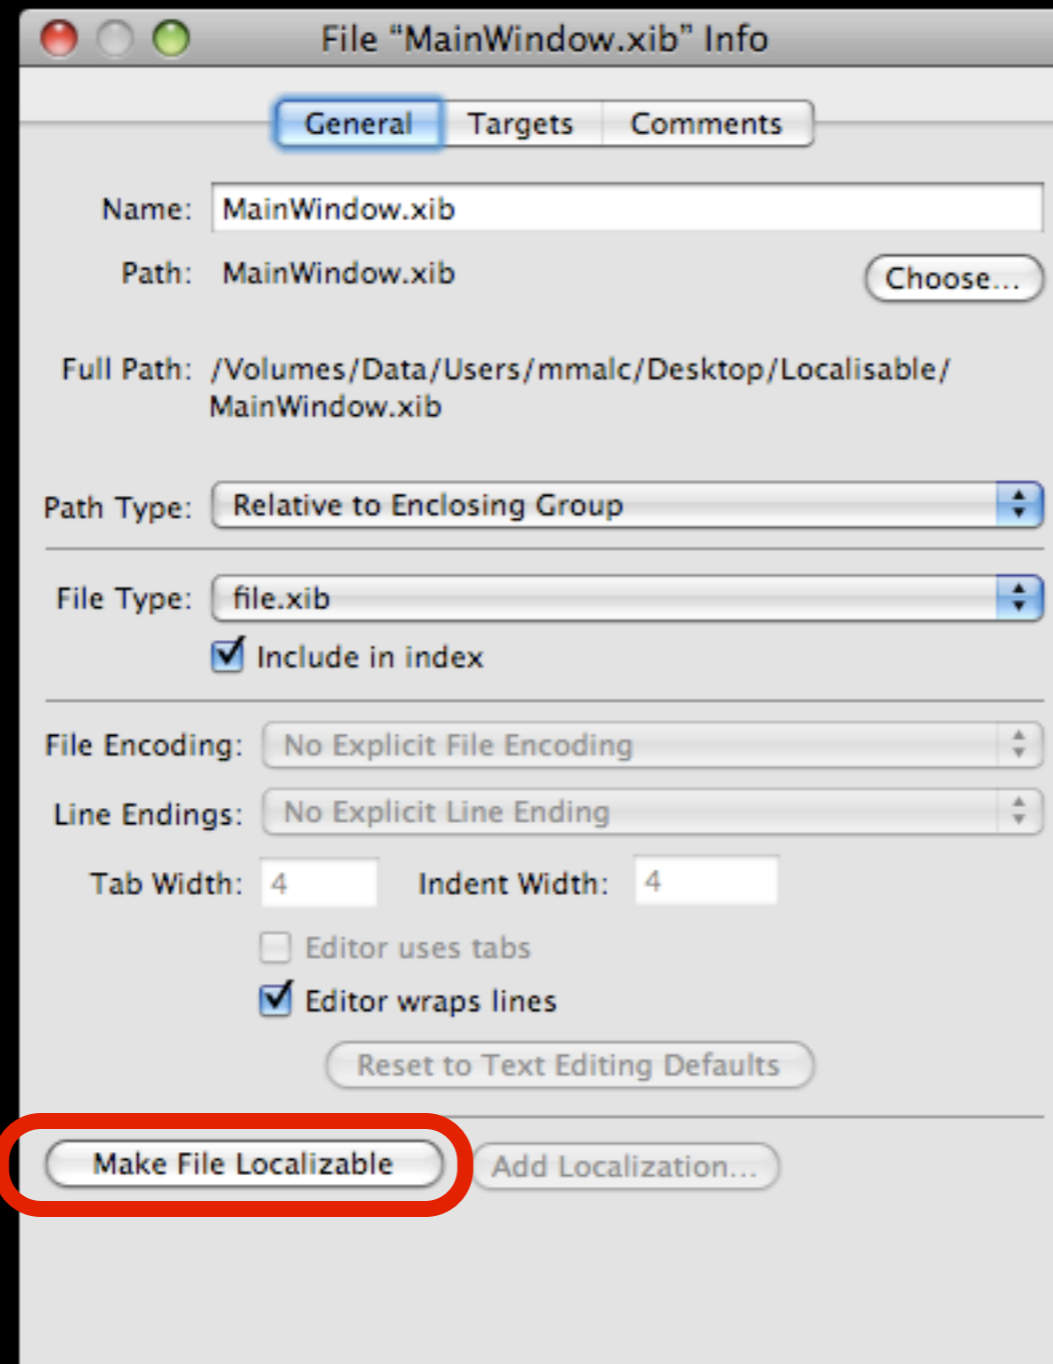 File “MainWindow.xib” Info
General Targets Comments
Name: MainWindow.xib
Path: MainWindow.xib Choose...
Full Path: /Volumes/Data/Users/mmalc/Desktop/Localisable/
MainWindow.xib
Path Type: Relative to Enclosing Group
File Type: file.xib
Include in index
File Encoding: No Explicit File Encoding
Line Endings: No Explicit Line Ending
Tab Width: 4 Indent Width: 4
Editor uses tabs
Editor wraps lines
Reset to Text Editing Defaults
Make File Localizable Add Localization...